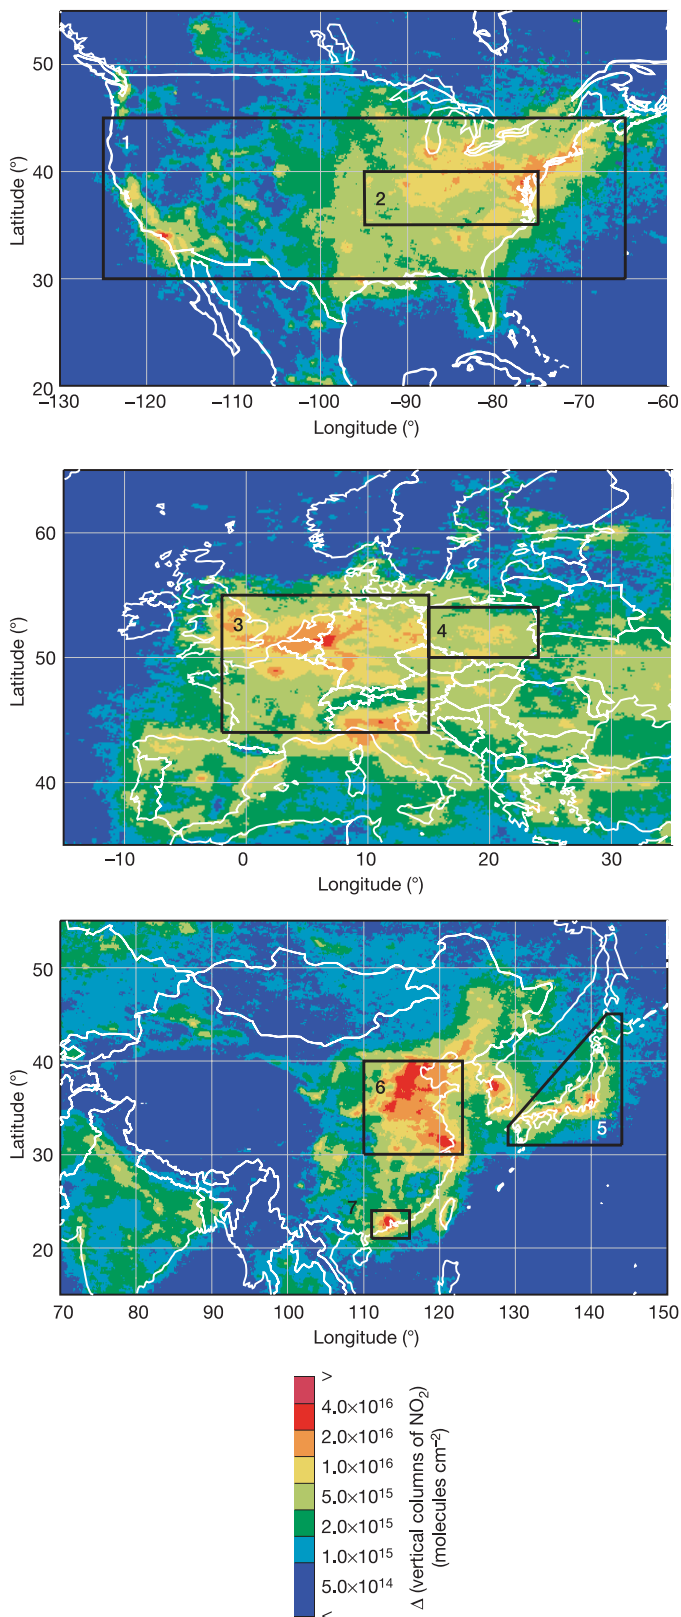 50
1
40
2
30
20
Latitude (°)
−130 −120 −110 −100 −90 −80 −70 −60
Longitude (°)
60
3
4
50
40
Latitude (°)
−10 0 10 20 30
Longitude (°)
50
40
6
5
30
7
20
Latitude (°)
70 80 90 100 110 120 130 140 150
Longitude (°)
>
4.0×10¹⁶
2.0×10¹⁶
1.0×10¹⁶
5.0×10¹⁵
2.0×10¹⁵
1.0×10¹⁵
5.0×10¹⁴
<
Δ (vertical columns of NO₂)
(molecules cm⁻²)